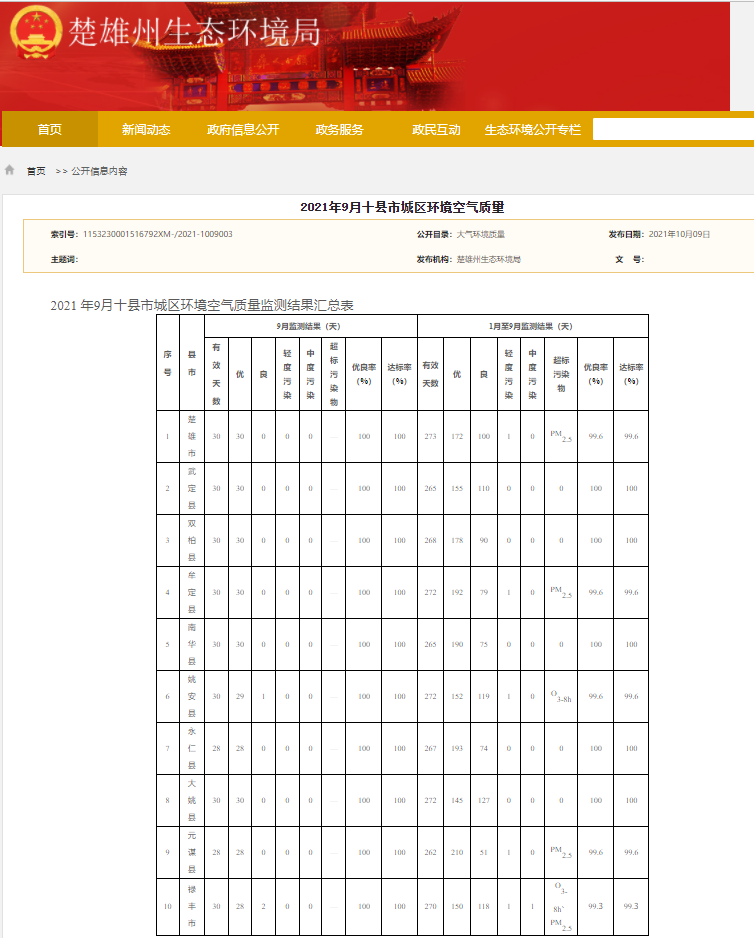 楚雄州生态环境局
首页 新闻动态 政府信息公开 政务服务 政民互动 生态环境公开专栏
首页 >> 公开信息内容
2021年9月十县市城区环境空气质量
索引号: 1153230001516792XM-/2021-1009003 公开目录: 大气环境质量 发布日期: 2021年10月09日
主题词: 发布机构: 楚雄州生态环境局 文 号:
2021 年9月十县市城区环境空气质量监测结果汇总表
序号 县市 9月监测结果（天） 1月至9月监测结果（天）
有效天数 优 良 轻度污染 中度污染 超标污染物 优良率（%） 达标率（%） 有效天数 优 良 轻度污染 中度污染 超标污染物 优良率（%） 达标率（%）
1 楚雄市 30 30 0 0 0 — 100 100 273 172 100 1 0 PM2.5 99.6 99.6
2 武定县 30 30 0 0 0 — 100 100 265 155 110 0 0 0 100 100
3 双柏县 30 30 0 0 0 — 100 100 268 178 90 0 0 0 100 100
4 牟定县 30 30 0 0 0 — 100 100 272 192 79 1 0 PM2.5 99.6 99.6
5 南华县 30 30 0 0 0 — 100 100 265 190 75 0 0 0 100 100
6 姚安县 30 29 1 0 0 — 100 100 272 152 119 1 0 O3-8h 99.6 99.6
7 永仁县 28 28 0 0 0 — 100 100 267 193 74 0 0 0 100 100
8 大姚县 30 30 0 0 0 — 100 100 272 145 127 0 0 0 100 100
9 元谋县 28 28 0 0 0 — 100 100 262 210 51 1 0 PM2.5 99.6 99.6
10 禄丰市 30 28 2 0 0 — 100 100 270 150 118 1 1 O3-8h、PM2.5 99.3 99.3